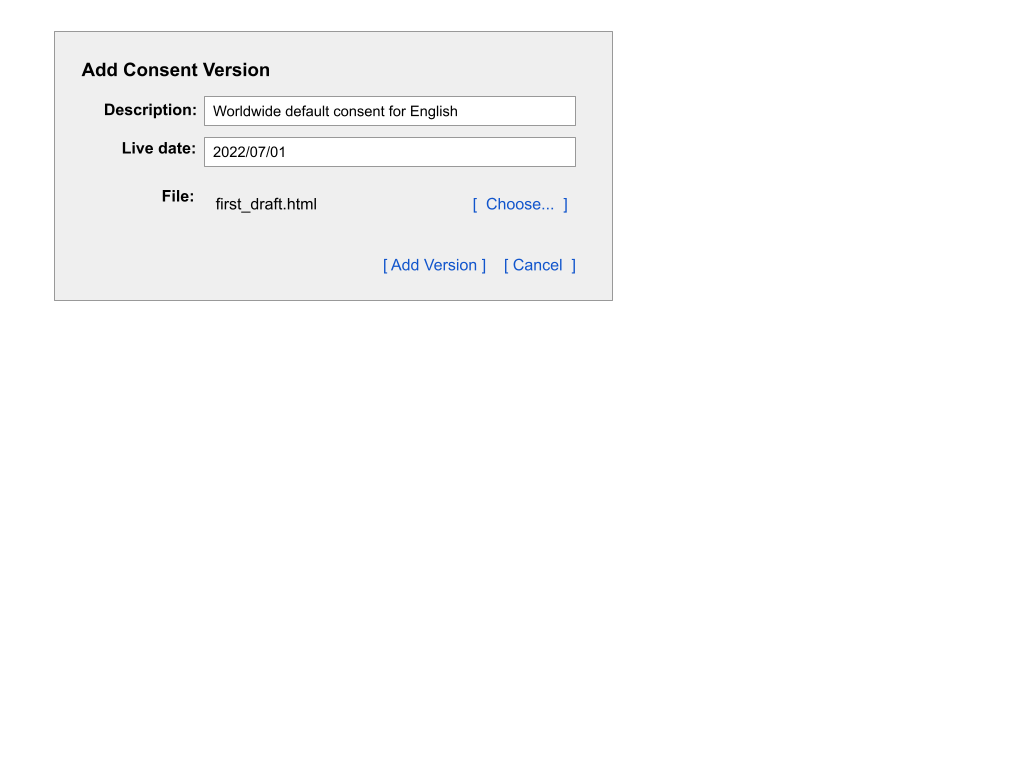 Add Consent Version
Description: Worldwide default consent for English
Live date: 2022/07/01
File: first_draft.html [ Choose... ]
[ Add Version ] [ Cancel ]